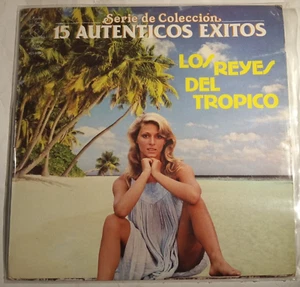 Serie de Colección
15 AUTENTICOS EXITOS
LOS REYES
DEL
TROPICO